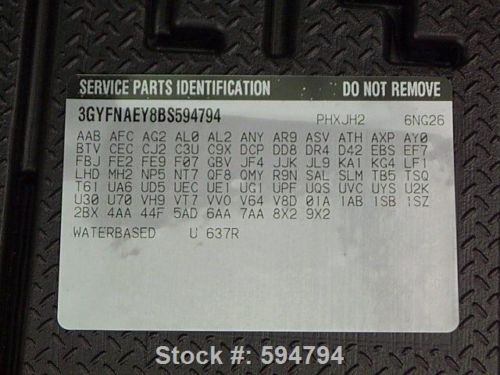 SERVICE PARTS IDENTIFICATION DO NOT REMOVE
3GYFNAEY8BS594794 PHXJH2 6NG26
AAB AFC AG2 AL0 AL2 ANY AR9 ASV ATH AXP AY0
BTV CEC CJ2 C3U C9X DCP DD8 DR4 D42 EBS EF7
FBJ FE2 FE9 F07 GBV JF4 JJK JL9 KA1 KG4 LF1
LHD MH2 NP5 NT7 QF8 QMY R9N SAL SLM TB5 TSQ
T61 UA6 UD5 UEC UE1 UG1 UPF UQS UVC UYS U2K
U30 U70 VH9 VT7 VV0 V64 V8D 01A 1AB 1SB 1SZ
2BX 4AA 44F 5AD 6AA 7AA 8X2 9X2
WATERBASED U 637R
Stock #: 594794